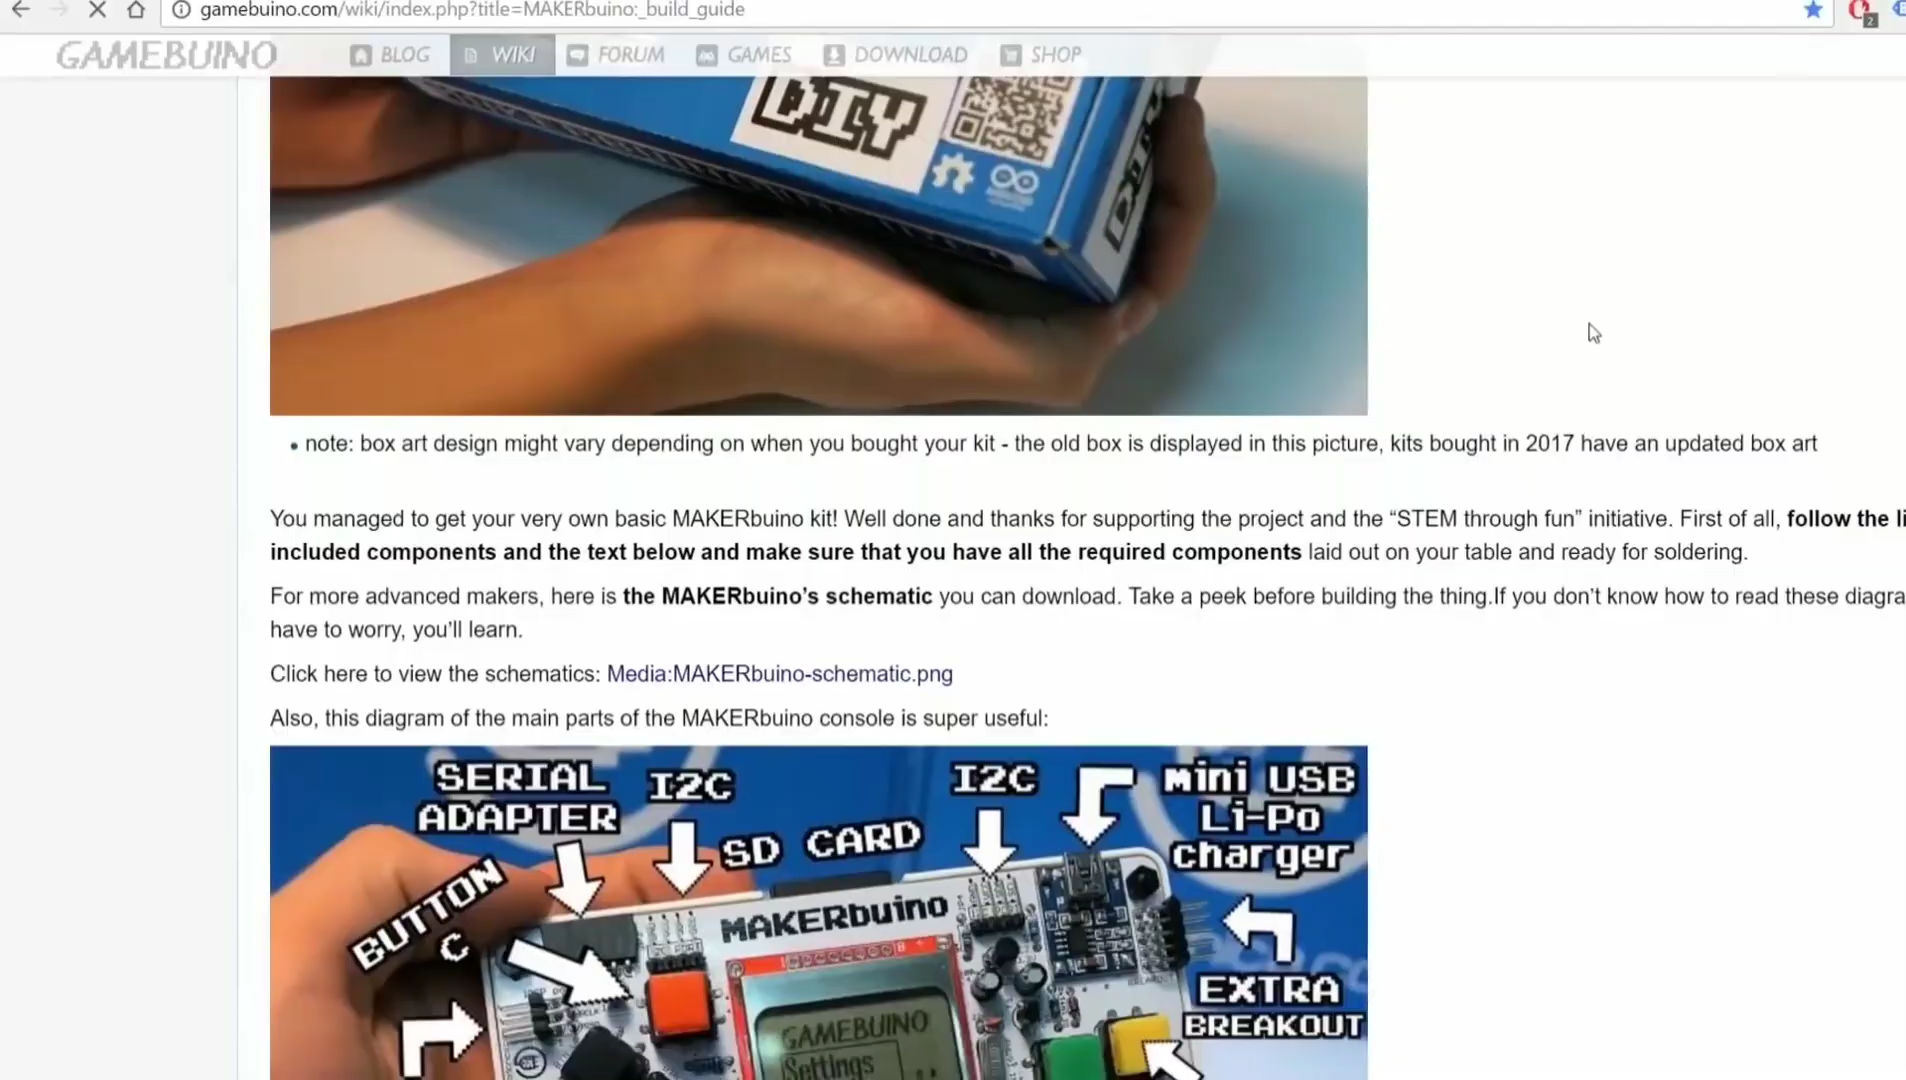 gamebuino.com/wiki/index.php?title=MAKERbuino:_build_guide
2
GAMEBUINO BLOG WIKI FORUM GAMES DOWNLOAD SHOP
DIY
DIY
note: box art design might vary depending on when you bought your kit - the old box is displayed in this picture, kits bought in 2017 have an updated box art
You managed to get your very own basic MAKERbuino kit! Well done and thanks for supporting the project and the “STEM through fun” initiative. First of all, follow the li
included components and the text below and make sure that you have all the required components laid out on your table and ready for soldering.
For more advanced makers, here is the MAKERbuino’s schematic you can download. Take a peek before building the thing.If you don’t know how to read these diagra
have to worry, you’ll learn.
Click here to view the schematics: Media:MAKERbuino-schematic.png
Also, this diagram of the main parts of the MAKERbuino console is super useful:
SERIAL
ADAPTER
I2C
SD CARD
I2C
mini USB
Li-Po
charger
BUTTON
C
MAKERbuino
EXTRA
BREAKOUT
GAMEBUINO
Settings